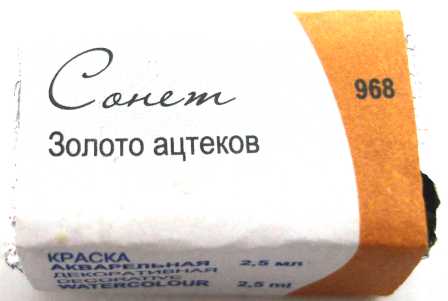 Сонет
968
Золото ацтеков
КРАСКА
АКВАРЕЛЬНАЯ 2,5 мл
ДЕКОРАТИВНАЯ
DECORATIVE
WATERCOLOUR 2,5 ml